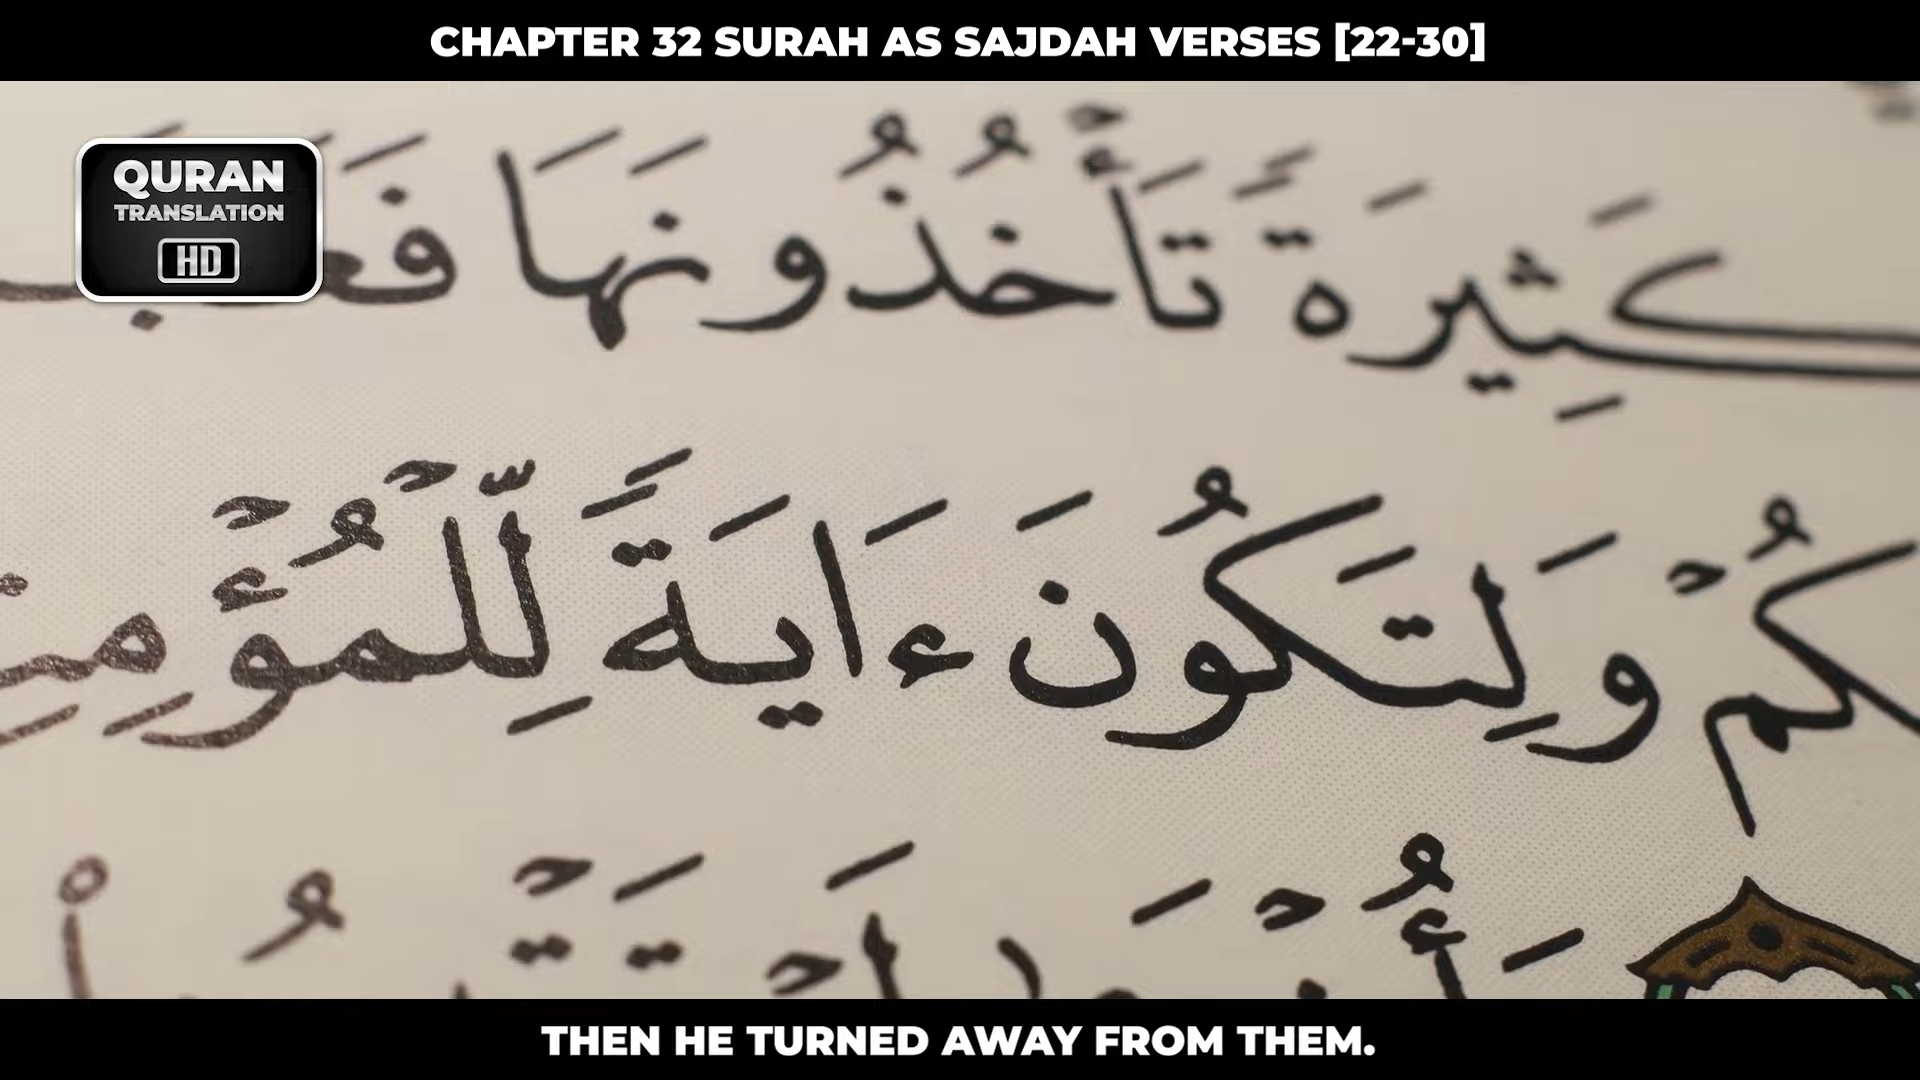 CHAPTER 32 SURAH AS SAJDAH VERSES [22-30]
QURAN
TRANSLATION
HD
كَثِيرَةً تَأْخُذُونَهَا
وَلِتَكُونَ ءَايَةً لِّلْمُؤْمِنِ
THEN HE TURNED AWAY FROM THEM.